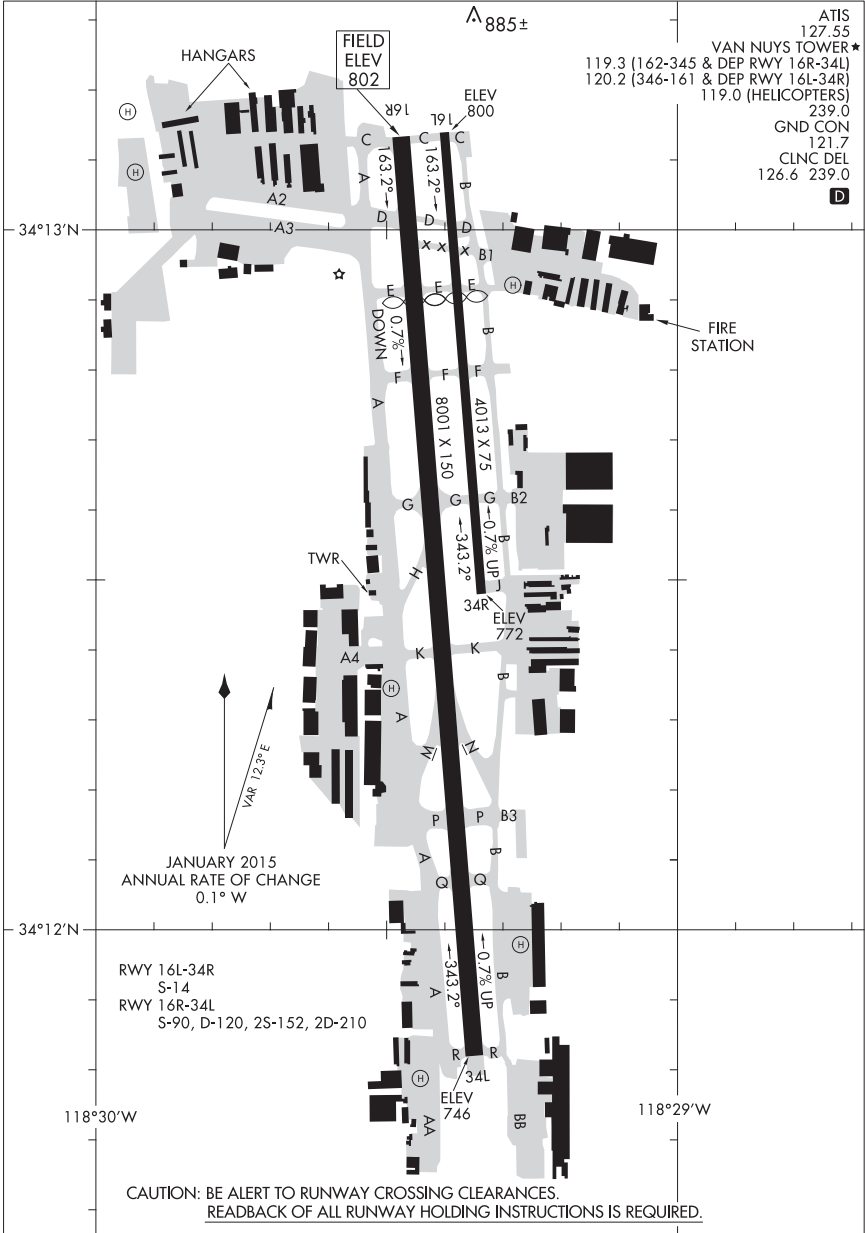 885±
ATIS
127.55
VAN NUYS TOWER★
119.3 (162-345 & DEP RWY 16R-34L)
120.2 (346-161 & DEP RWY 16L-34R)
119.0 (HELICOPTERS)
239.0
GND CON
121.7
CLNC DEL
126.6 239.0
D
HANGARS
FIELD
ELEV
802
16R
16L
ELEV
800
H
H
C
C
C
163.2°
163.2°
A
B
A2
D
D
D
A3
34°13'N
X X X
B1
E
E
E
H
FIRE
STATION
0.7%
DOWN
B
F
F
F
A
8001 X 150
4013 X 75
G
G
G
B2
343.2°
0.7% UP
B
H
TWR
J
34R
ELEV
772
A4
K
K
H
B
A
M
N
VAR 12.3° E
P
P
B3
A
B
JANUARY 2015
ANNUAL RATE OF CHANGE
0.1° W
Q
Q
34°12'N
H
343.2°
0.7% UP
B
A
RWY 16L-34R
S-14
RWY 16R-34L
S-90, D-120, 2S-152, 2D-210
R
R
34L
H
ELEV
746
AA
BB
118°30'W
118°29'W
CAUTION: BE ALERT TO RUNWAY CROSSING CLEARANCES.
READBACK OF ALL RUNWAY HOLDING INSTRUCTIONS IS REQUIRED.